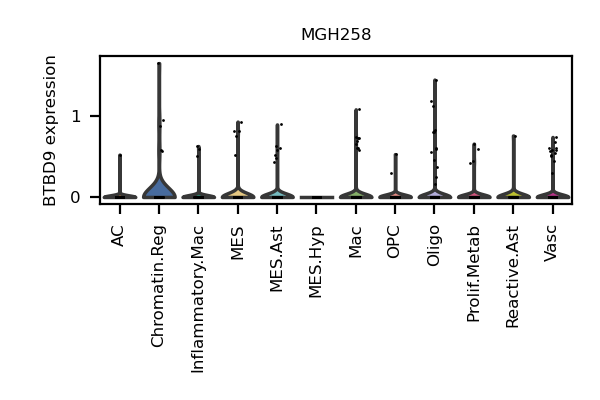 MGH258
BTBD9 expression
1
0
AC
Chromatin.Reg
Inflammatory.Mac
MES
MES.Ast
MES.Hyp
Mac
OPC
Oligo
Prolif.Metab
Reactive.Ast
Vasc